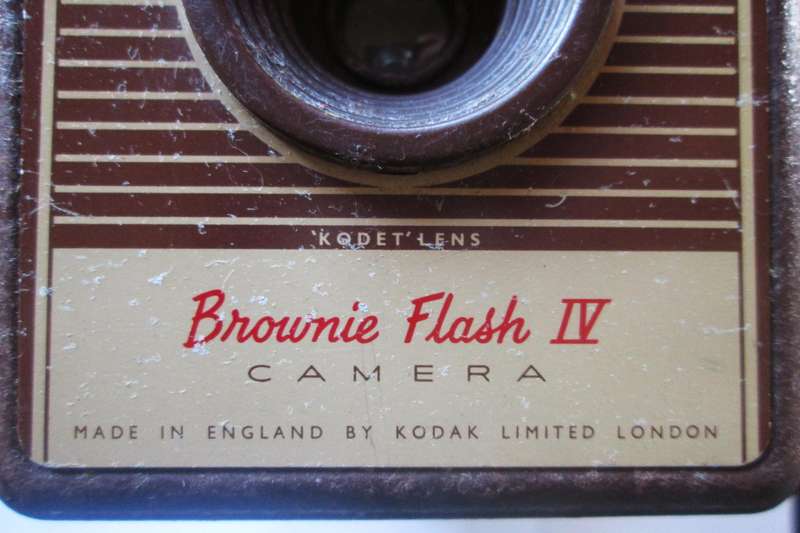 'KODET' LENS
Brownie Flash IV
CAMERA
MADE IN ENGLAND BY KODAK LIMITED LONDON